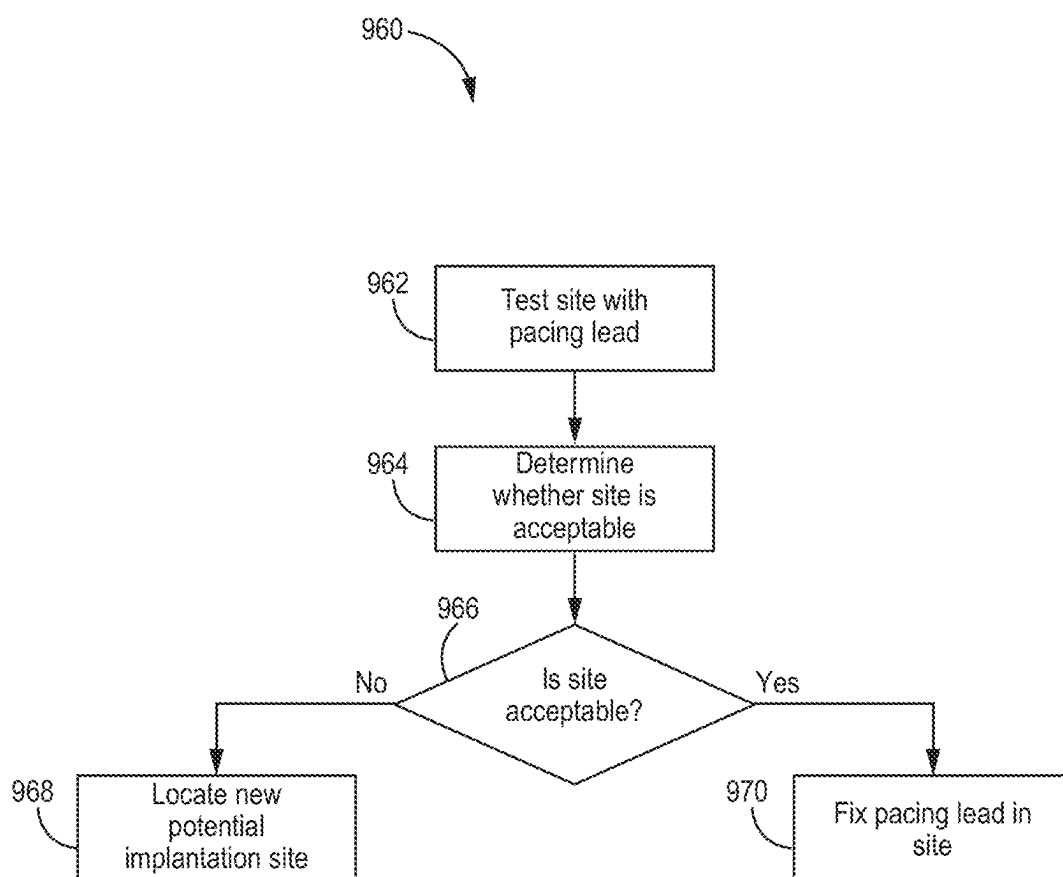 960
962
Test site with
pacing lead
964
Determine
whether site is
acceptable
966
No
Is site
acceptable?
Yes
968
Locate new
potential
implantation site
970
Fix pacing lead in
site